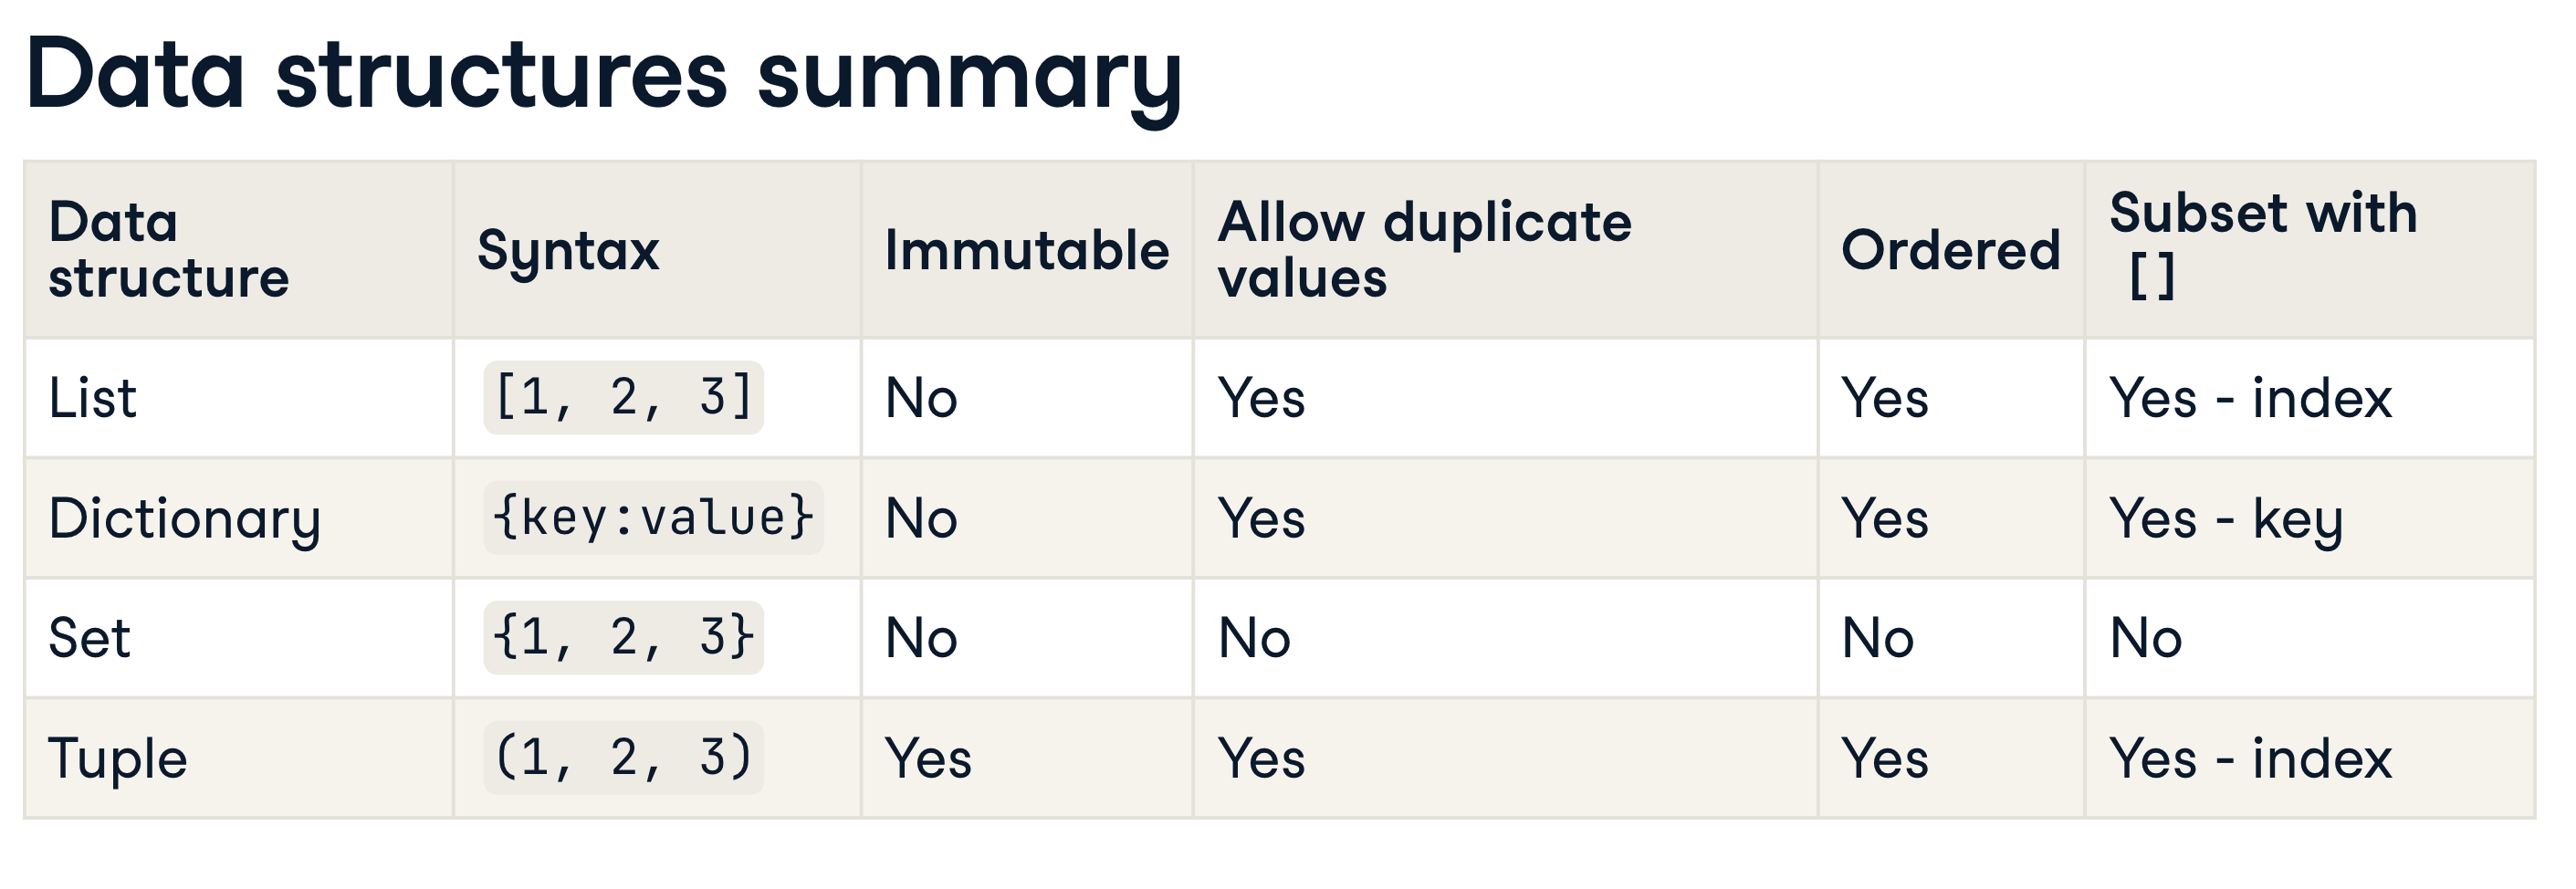 Data structures summary
Data
structure
Syntax
Immutable
Allow duplicate
values
Ordered
Subset with
[]
List
[1, 2, 3]
No
Yes
Yes
Yes - index
Dictionary
{key:value}
No
Yes
Yes
Yes - key
Set
{1, 2, 3}
No
No
No
No
Tuple
(1, 2, 3)
Yes
Yes
Yes
Yes - index